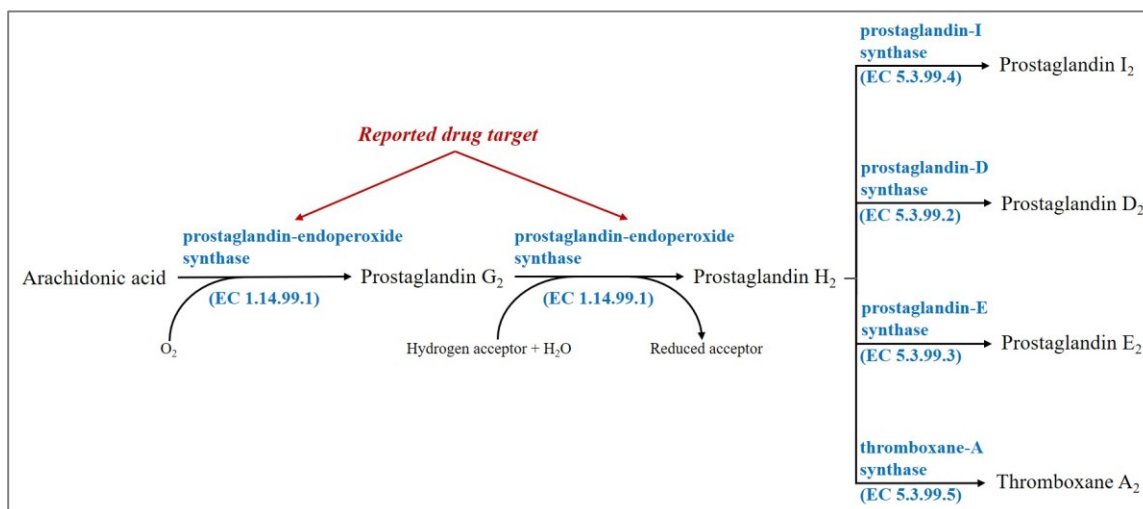 prostaglandin-I
synthase
(EC 5.3.99.4)
Prostaglandin I₂
Reported drug target
prostaglandin-D
synthase
(EC 5.3.99.2)
Prostaglandin D₂
prostaglandin-endoperoxide
synthase
prostaglandin-endoperoxide
synthase
Arachidonic acid
Prostaglandin G₂
Prostaglandin H₂
(EC 1.14.99.1)
(EC 1.14.99.1)
O₂
Hydrogen acceptor + H₂O
Reduced acceptor
prostaglandin-E
synthase
(EC 5.3.99.3)
Prostaglandin E₂
thromboxane-A
synthase
(EC 5.3.99.5)
Thromboxane A₂